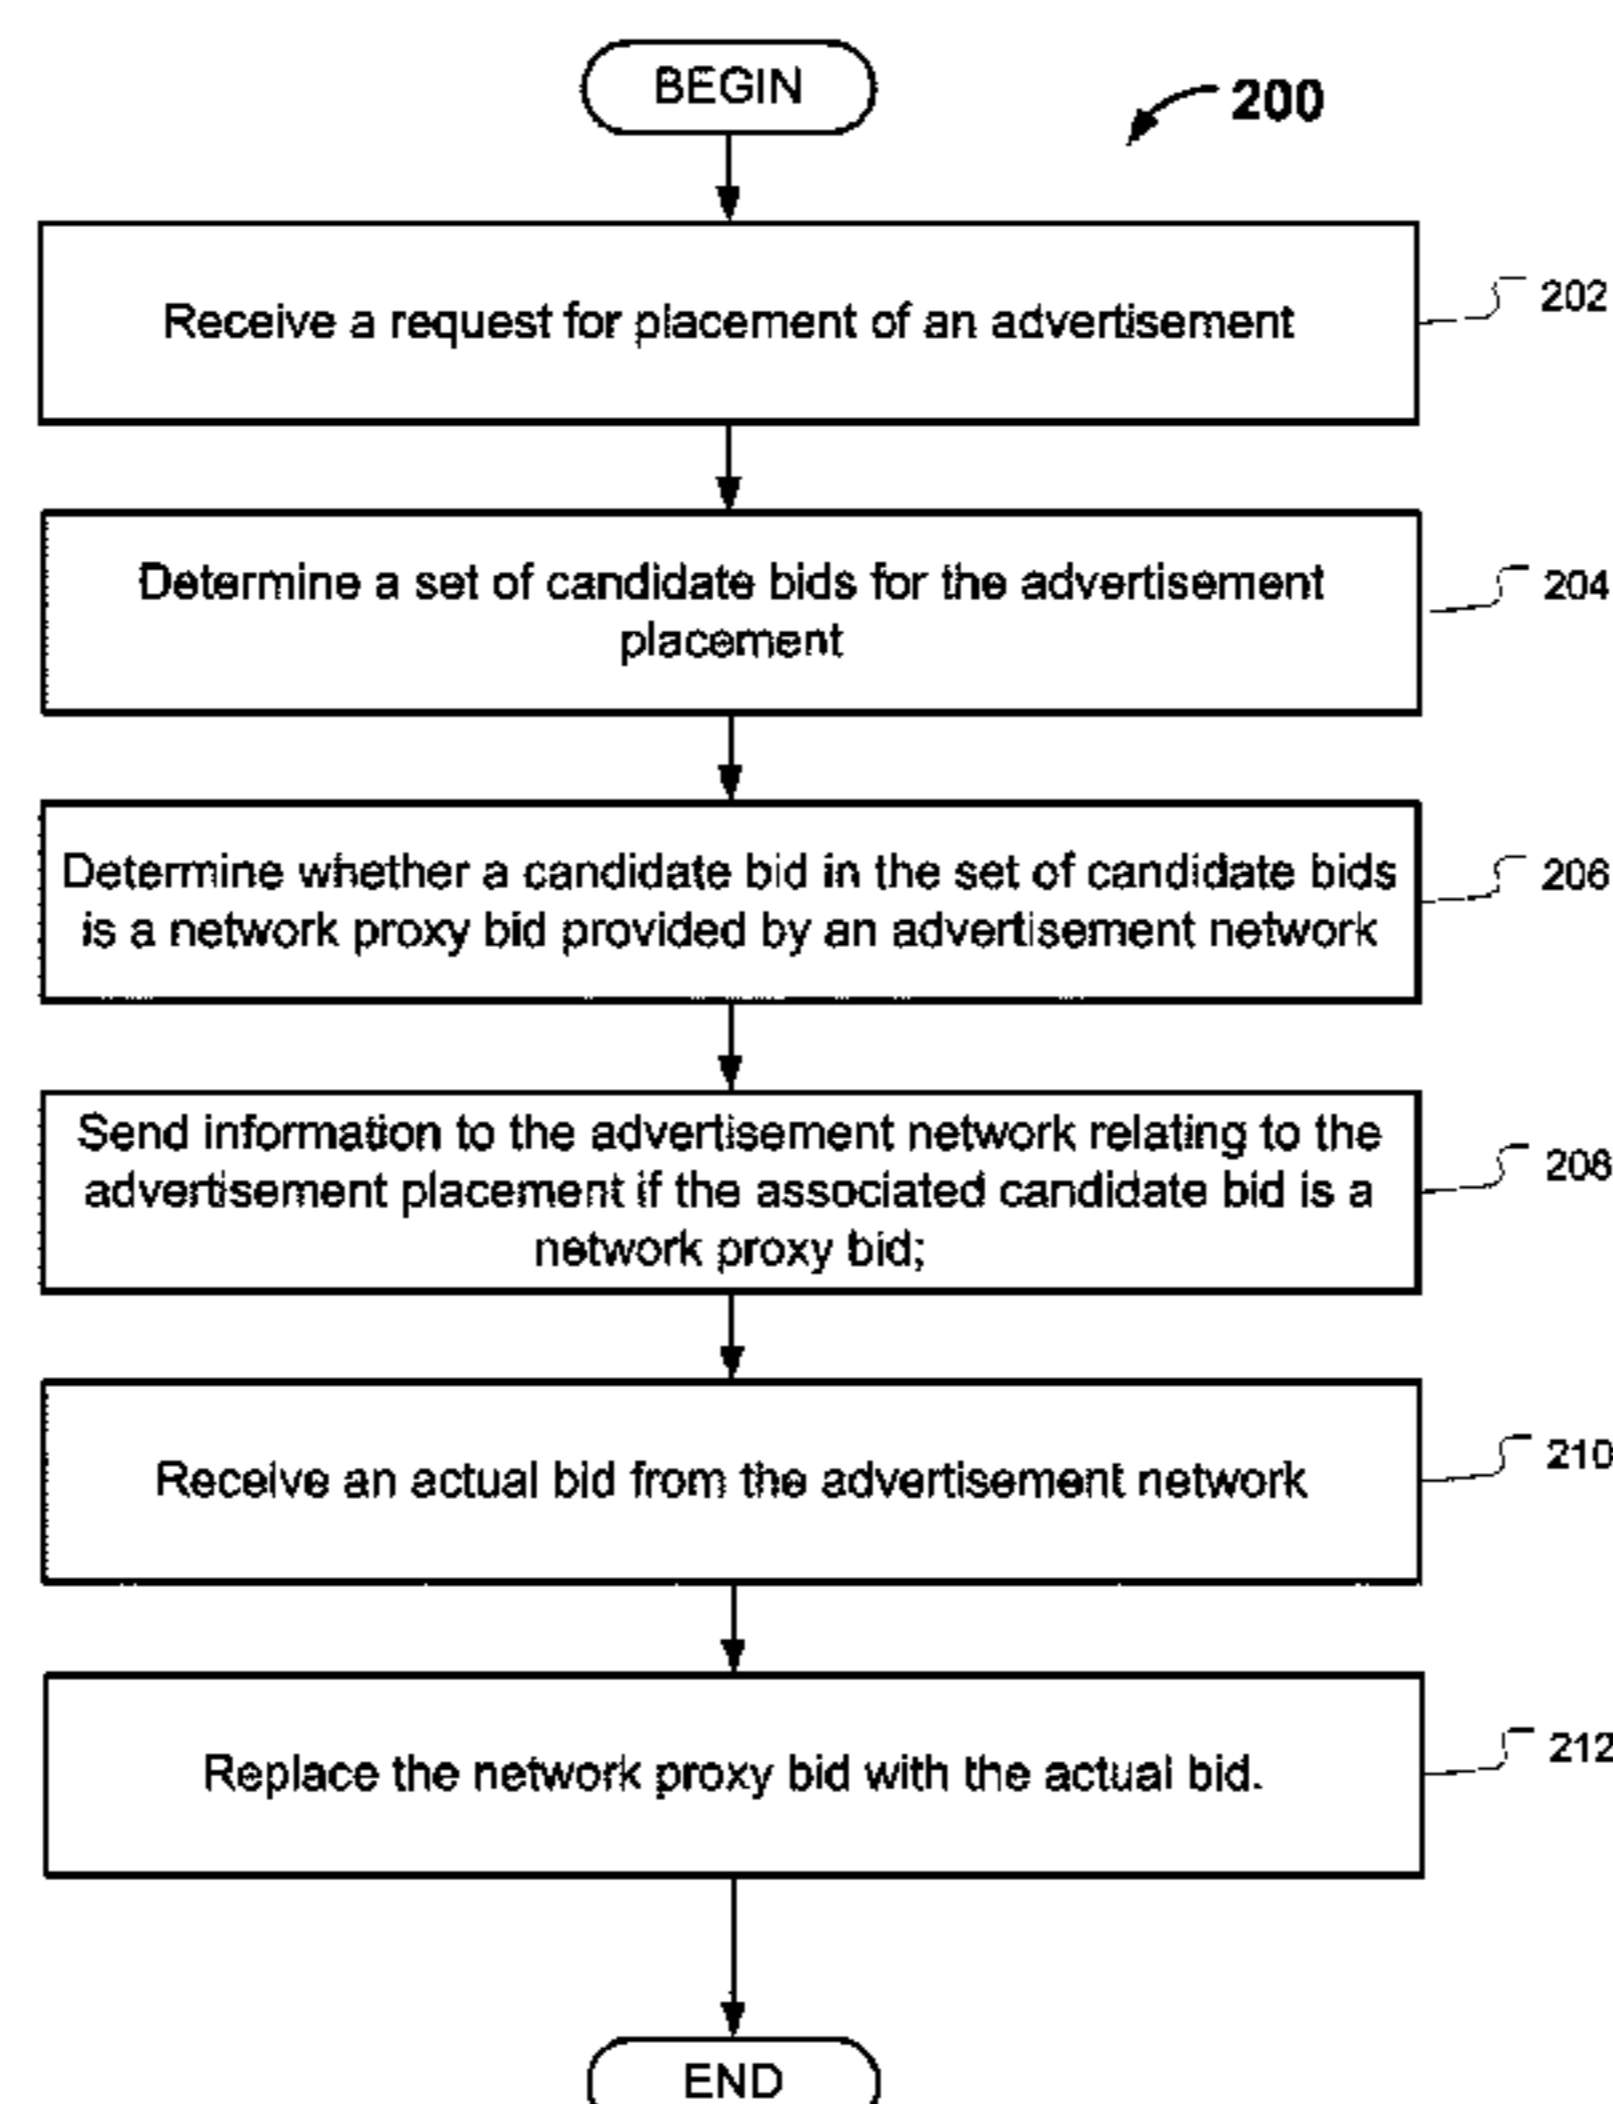 BEGIN
200
Receive a request for placement of an advertisement
202
Determine a set of candidate bids for the advertisement
placement
204
Determine whether a candidate bid in the set of candidate bids
is a network proxy bid provided by an advertisement network
206
Send information to the advertisement network relating to the
advertisement placement if the associated candidate bid is a
network proxy bid;
208
Receive an actual bid from the advertisement network
210
Replace the network proxy bid with the actual bid.
212
END